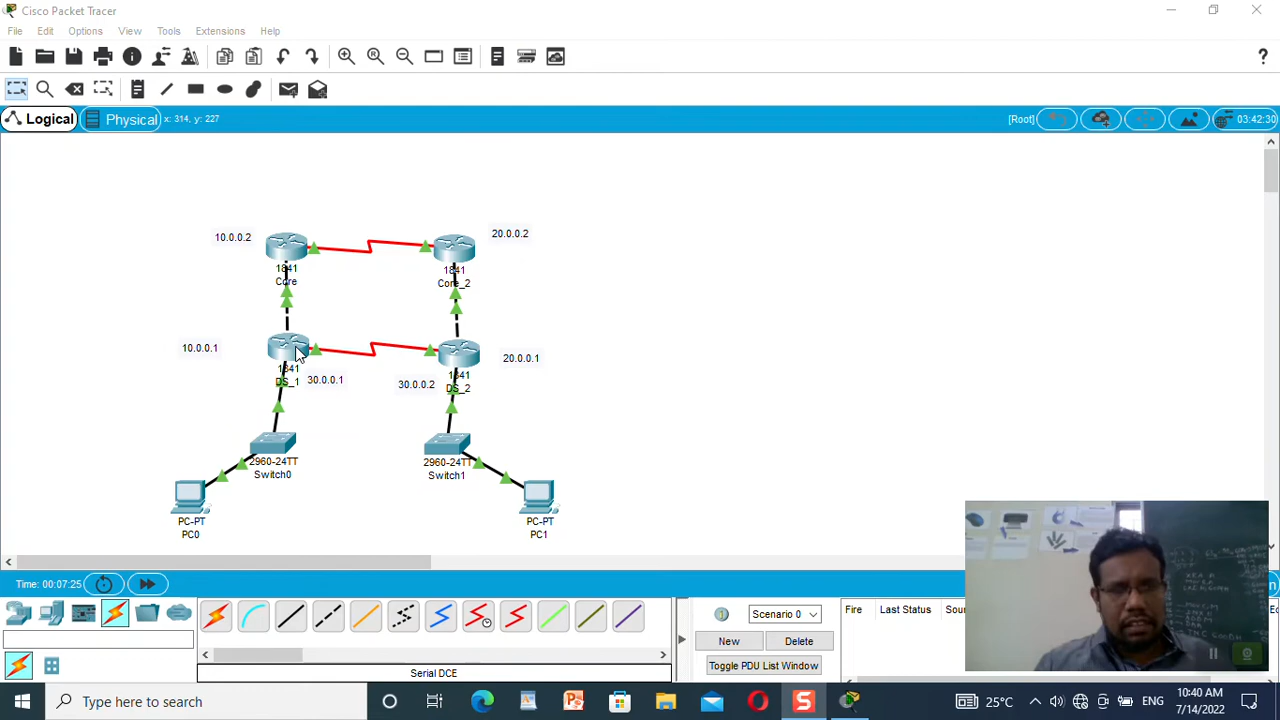 Cisco Packet Tracer
File Edit Options View Tools Extensions Help
Logical Physical x: 314, y: 227 [Root] 03:42:30
10.0.0.2
20.0.0.2
1841
Core
1841
Core_2
10.0.0.1
20.0.0.1
1841
DS_1
30.0.0.1
30.0.0.2
1841
DS_2
2960-24TT
Switch0
2960-24TT
Switch1
PC-PT
PC0
PC-PT
PC1
Time: 00:07:25
Scenario 0
Fire Last Status Sou
New Delete
Toggle PDU List Window
Serial DCE
Type here to search
25°C
ENG
10:40 AM
7/14/2022